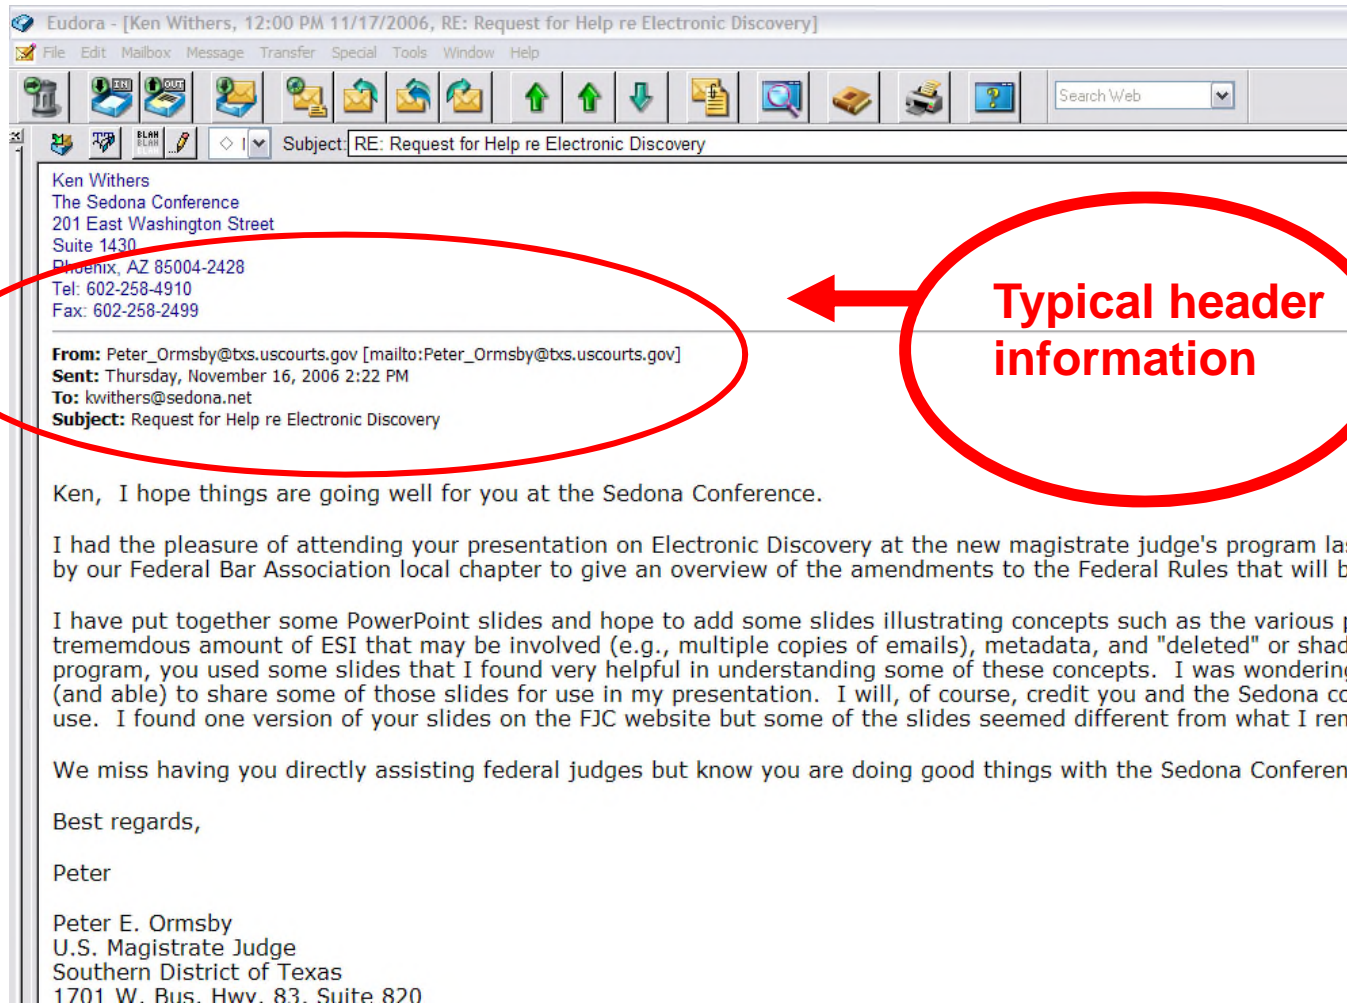 Eudora - [Ken Withers, 12:00 PM 11/17/2006, RE: Request for Help re Electronic Discovery]
File Edit Mailbox Message Transfer Special Tools Window Help
IN OUT Search Web
BLAH BLAH Subject: RE: Request for Help re Electronic Discovery
Ken Withers
The Sedona Conference
201 East Washington Street
Suite 1430
Phoenix, AZ 85004-2428
Tel: 602-258-4910
Fax: 602-258-2499
Typical header
information
From: Peter_Ormsby@txs.uscourts.gov [mailto:Peter_Ormsby@txs.uscourts.gov]
Sent: Thursday, November 16, 2006 2:22 PM
To: kwithers@sedona.net
Subject: Request for Help re Electronic Discovery
Ken, I hope things are going well for you at the Sedona Conference.
I had the pleasure of attending your presentation on Electronic Discovery at the new magistrate judge's program
by our Federal Bar Association local chapter to give an overview of the amendments to the Federal Rules that will
I have put together some PowerPoint slides and hope to add some slides illustrating concepts such as the various
trememdous amount of ESI that may be involved (e.g., multiple copies of emails), metadata, and "deleted" or
program, you used some slides that I found very helpful in understanding some of these concepts. I was
(and able) to share some of those slides for use in my presentation. I will, of course, credit you and the Sedona
use. I found one version of your slides on the FJC website but some of the slides seemed different from what I
We miss having you directly assisting federal judges but know you are doing good things with the Sedona
Best regards,
Peter
Peter E. Ormsby
U.S. Magistrate Judge
Southern District of Texas
1701 W. Bus. Hwy. 83, Suite 820